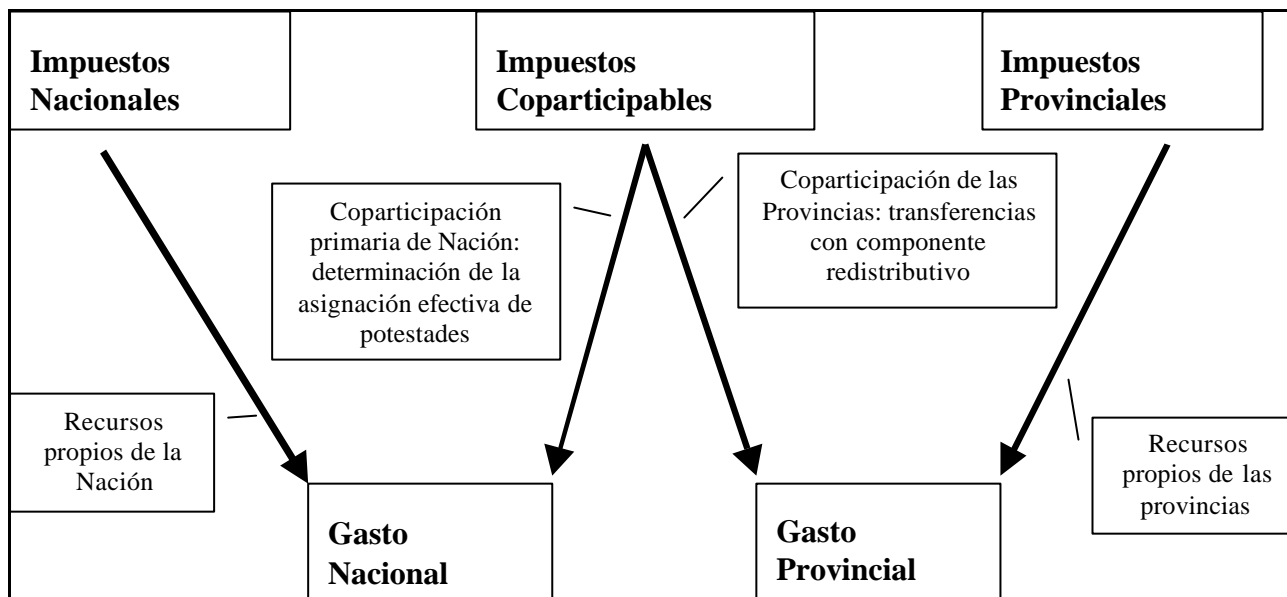 Impuestos
Nacionales
Impuestos
Coparticipables
Impuestos
Provinciales
Coparticipación
primaria de Nación:
determinación de la
asignación efectiva de
potestades
Coparticipación de las
Provincias: transferencias
con componente
redistributivo
Recursos
propios de la
Nación
Recursos
propios de las
provincias
Gasto
Nacional
Gasto
Provincial